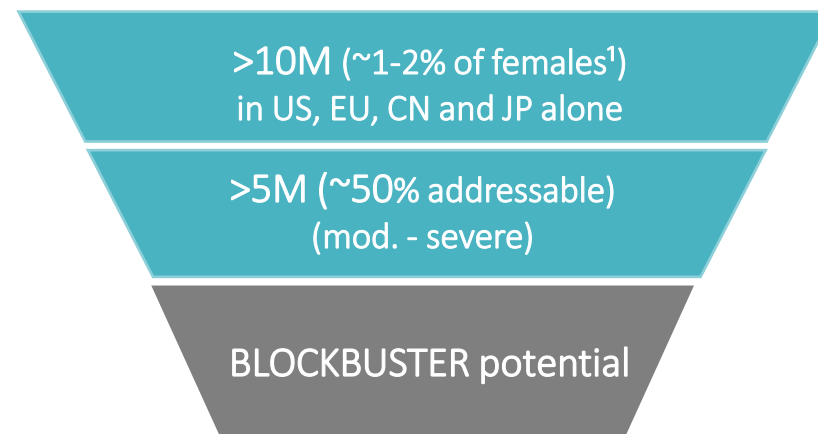 >10M (~1-2% of females¹)
in US, EU, CN and JP alone
>5M (~50% addressable)
(mod. - severe)
BLOCKBUSTER potential